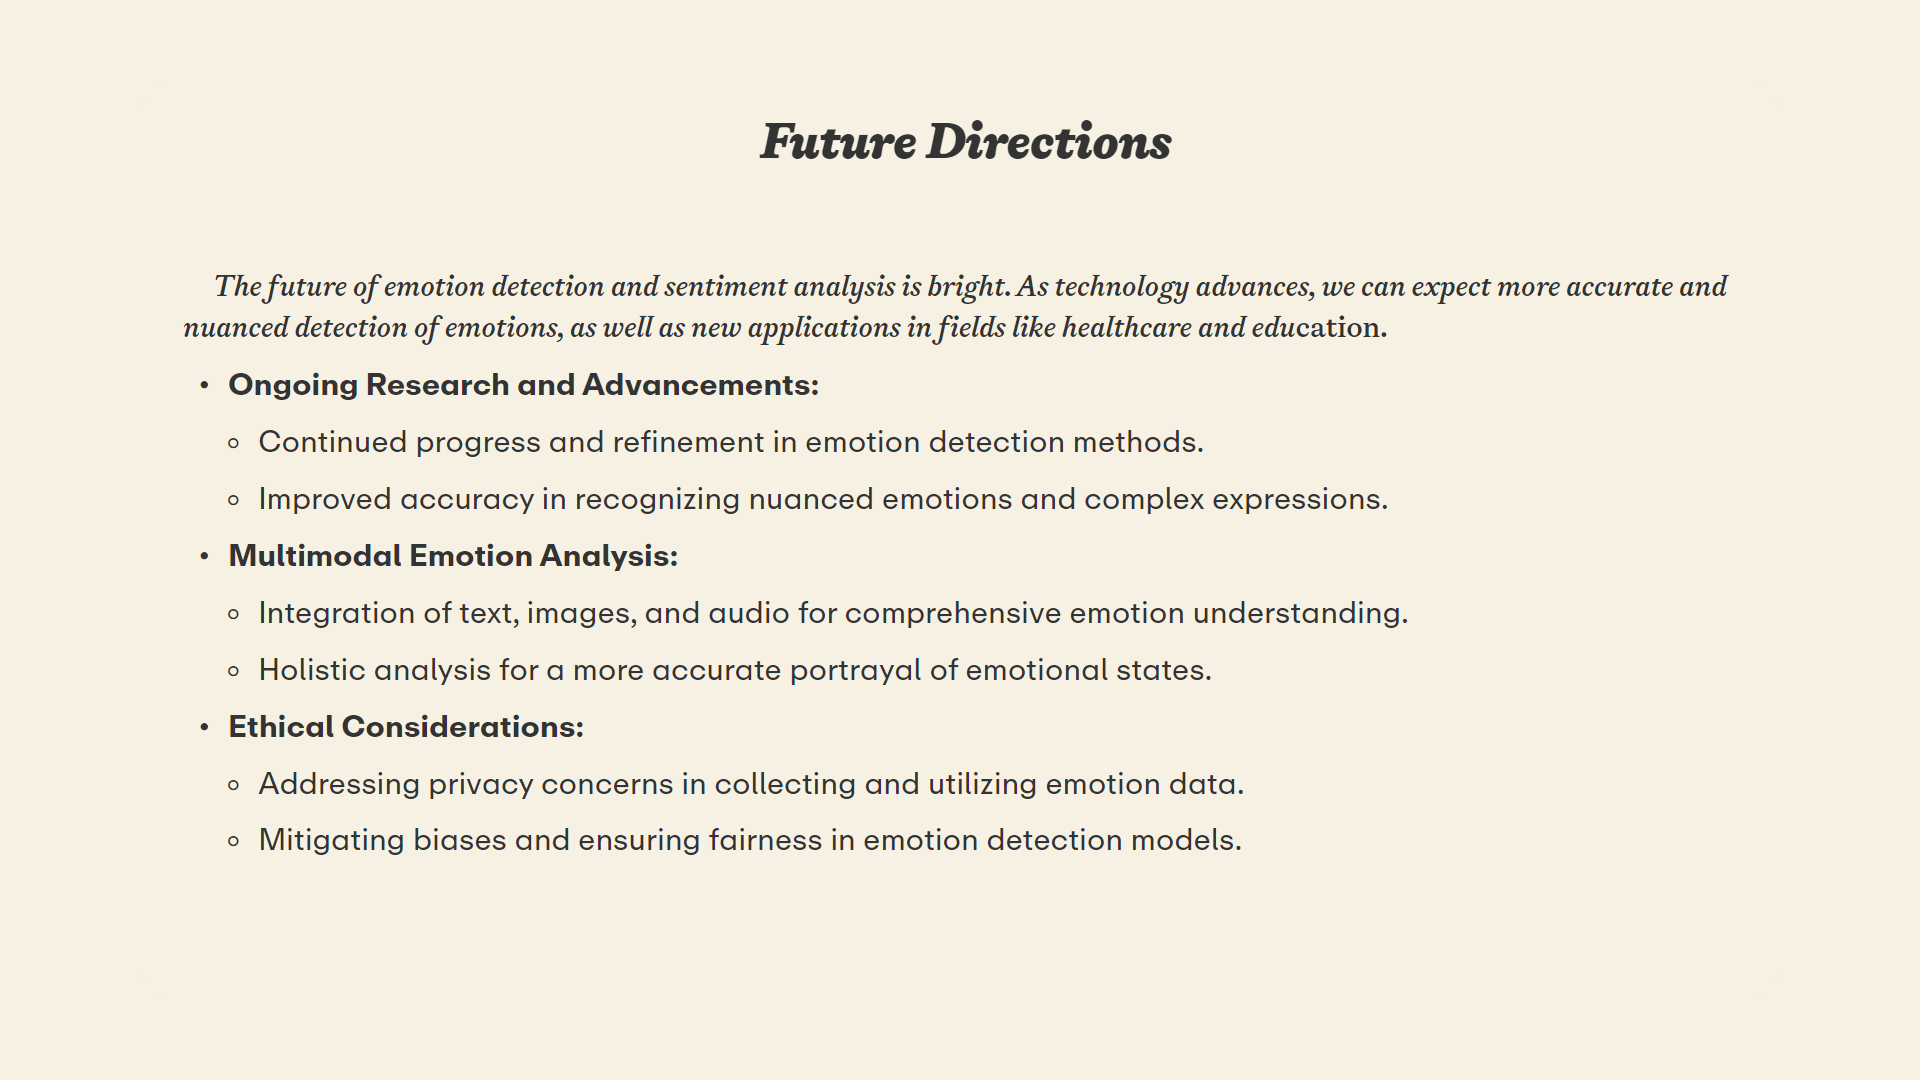 Future Directions
The future of emotion detection and sentiment analysis is bright. As technology advances, we can expect more accurate and
nuanced detection of emotions, as well as new applications in fields like healthcare and education.
• Ongoing Research and Advancements:
◦ Continued progress and refinement in emotion detection methods.
◦ Improved accuracy in recognizing nuanced emotions and complex expressions.
• Multimodal Emotion Analysis:
◦ Integration of text, images, and audio for comprehensive emotion understanding.
◦ Holistic analysis for a more accurate portrayal of emotional states.
• Ethical Considerations:
◦ Addressing privacy concerns in collecting and utilizing emotion data.
◦ Mitigating biases and ensuring fairness in emotion detection models.